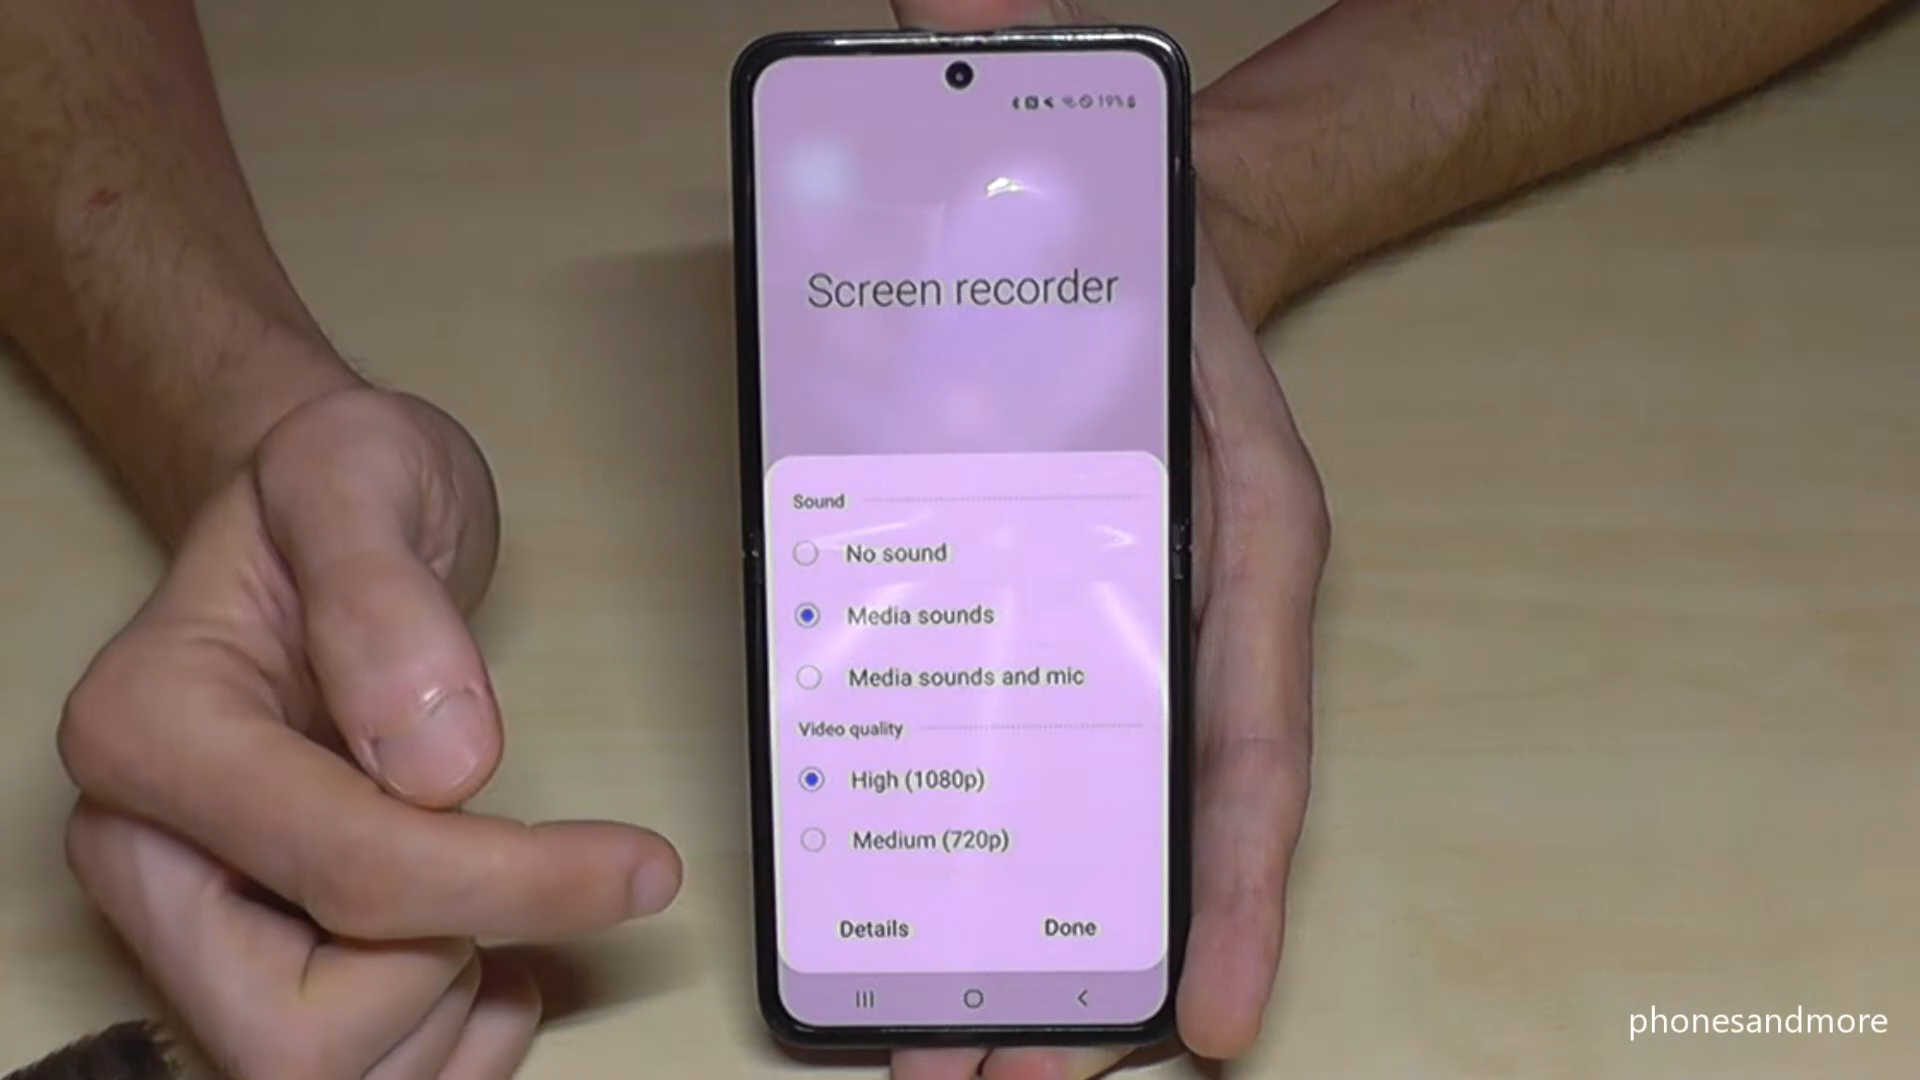 19%
Screen recorder
Sound
No sound
Media sounds
Media sounds and mic
Video quality
High (1080p)
Medium (720p)
Details
Done
phonesandmore